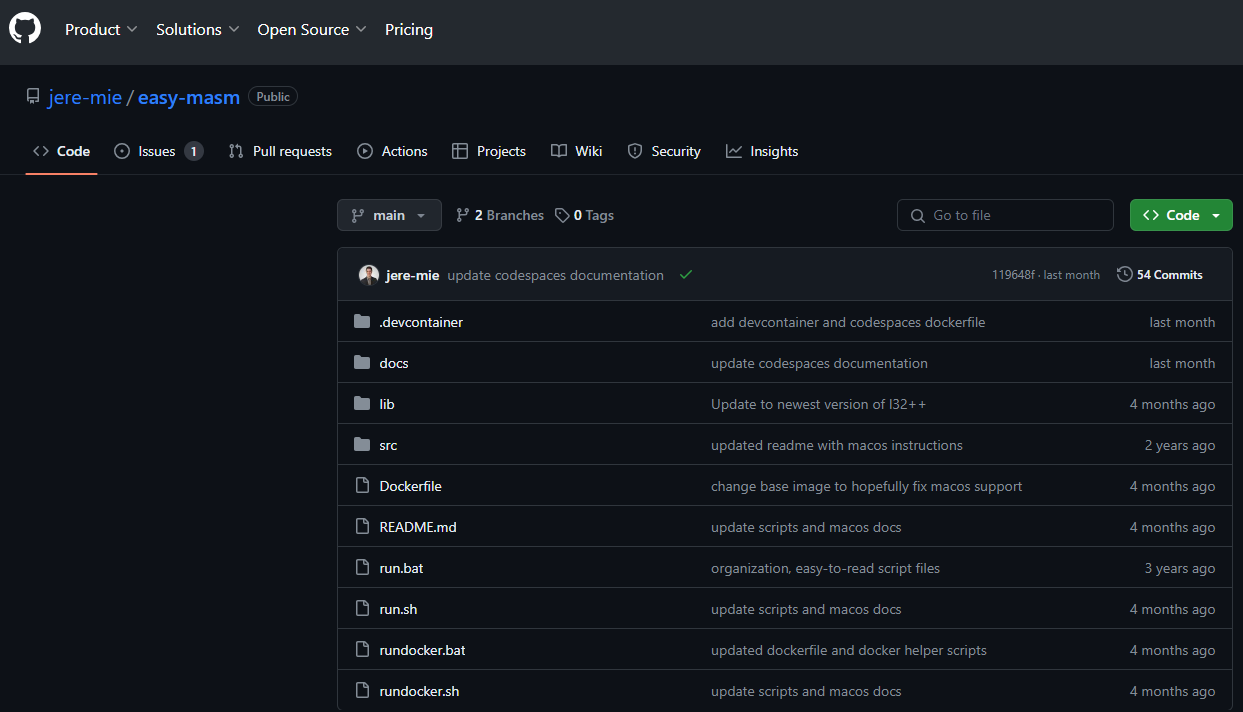 Product Solutions Open Source Pricing
jere-mie / easy-masm Public
Code Issues 1 Pull requests Actions Projects Wiki Security Insights
main 2 Branches 0 Tags Go to file Code
jere-mie update codespaces documentation 119648f · last month 54 Commits
.devcontainer add devcontainer and codespaces dockerfile last month
docs update codespaces documentation last month
lib Update to newest version of I32++ 4 months ago
src updated readme with macos instructions 2 years ago
Dockerfile change base image to hopefully fix macos support 4 months ago
README.md update scripts and macos docs 4 months ago
run.bat organization, easy-to-read script files 3 years ago
run.sh update scripts and macos docs 4 months ago
rundocker.bat updated dockerfile and docker helper scripts 4 months ago
rundocker.sh update scripts and macos docs 4 months ago